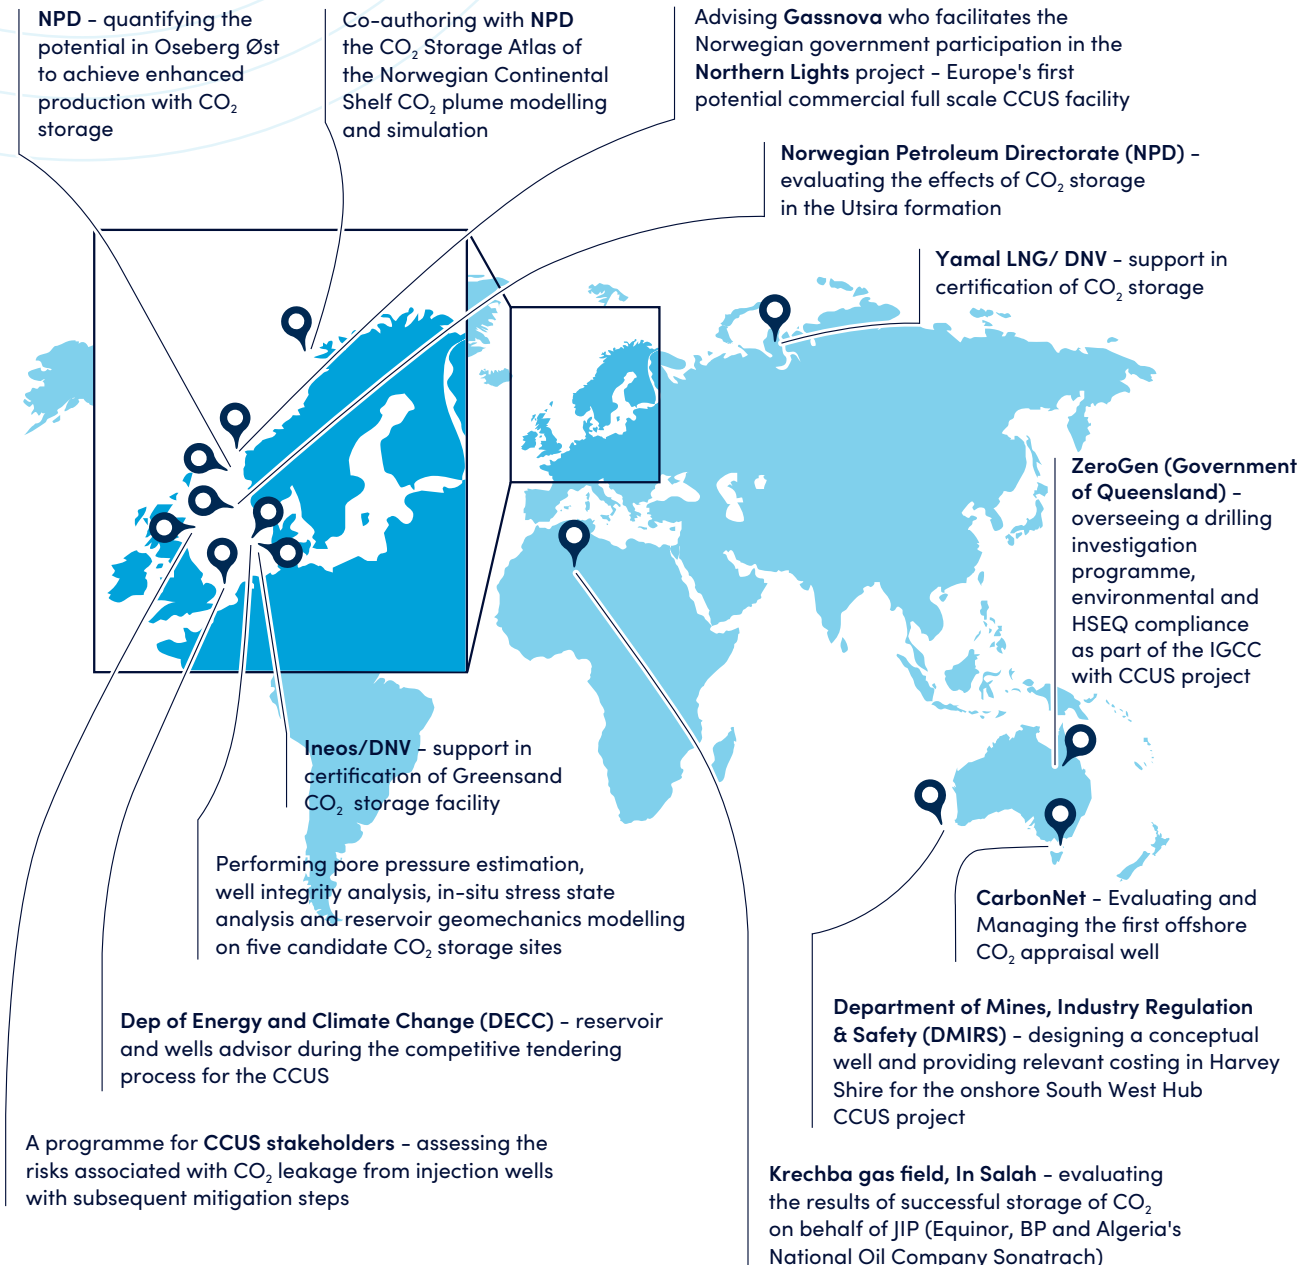 NPD - quantifying the
potential in Oseberg Øst
to achieve enhanced
production with CO₂
storage
Co-authoring with NPD
the CO₂ Storage Atlas of
the Norwegian Continental
Shelf CO₂ plume modelling
and simulation
Advising Gassnova who facilitates the
Norwegian government participation in the
Northern Lights project - Europe's first
potential commercial full scale CCUS facility
Norwegian Petroleum Directorate (NPD) -
evaluating the effects of CO₂ storage
in the Utsira formation
Yamal LNG/ DNV - support in
certification of CO₂ storage
ZeroGen (Government
of Queensland) -
overseeing a drilling
investigation
programme,
environmental and
HSEQ compliance
as part of the IGCC
with CCUS project
Ineos/DNV - support in
certification of Greensand
CO₂ storage facility
Performing pore pressure estimation,
well integrity analysis, in-situ stress state
analysis and reservoir geomechanics modelling
on five candidate CO₂ storage sites
CarbonNet - Evaluating and
Managing the first offshore
CO₂ appraisal well
Dep of Energy and Climate Change (DECC) - reservoir
and wells advisor during the competitive tendering
process for the CCUS
Department of Mines, Industry Regulation
& Safety (DMIRS) - designing a conceptual
well and providing relevant costing in Harvey
Shire for the onshore South West Hub
CCUS project
A programme for CCUS stakeholders - assessing the
risks associated with CO₂ leakage from injection wells
with subsequent mitigation steps
Krechba gas field, In Salah - evaluating
the results of successful storage of CO₂
on behalf of JIP (Equinor, BP and Algeria's
National Oil Company Sonatrach)